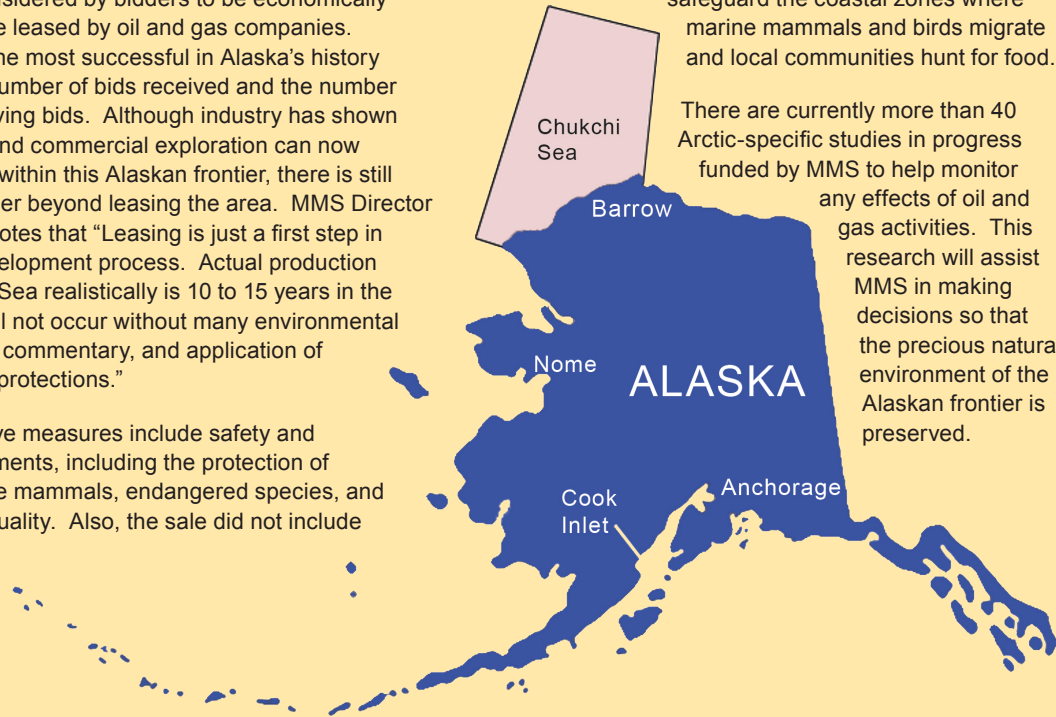 nsidered by bidders to be economically
e leased by oil and gas companies.
he most successful in Alaska’s history
umber of bids received and the number
ving bids. Although industry has shown
nd commercial exploration can now
within this Alaskan frontier, there is still
er beyond leasing the area. MMS Director
otes that “Leasing is just a first step in
elopment process. Actual production
Sea realistically is 10 to 15 years in the
l not occur without many environmental
commentary, and application of
protections.”
ve measures include safety and
ments, including the protection of
e mammals, endangered species, and
uality. Also, the sale did not include
safeguard the coastal zones where
marine mammals and birds migrate
and local communities hunt for food.
There are currently more than 40
Arctic-specific studies in progress
funded by MMS to help monitor
any effects of oil and
gas activities. This
research will assist
MMS in making
decisions so that
the precious natura
environment of the
Alaskan frontier is
preserved.
Chukchi
Sea
Barrow
Nome
ALASKA
Cook
Inlet
Anchorage